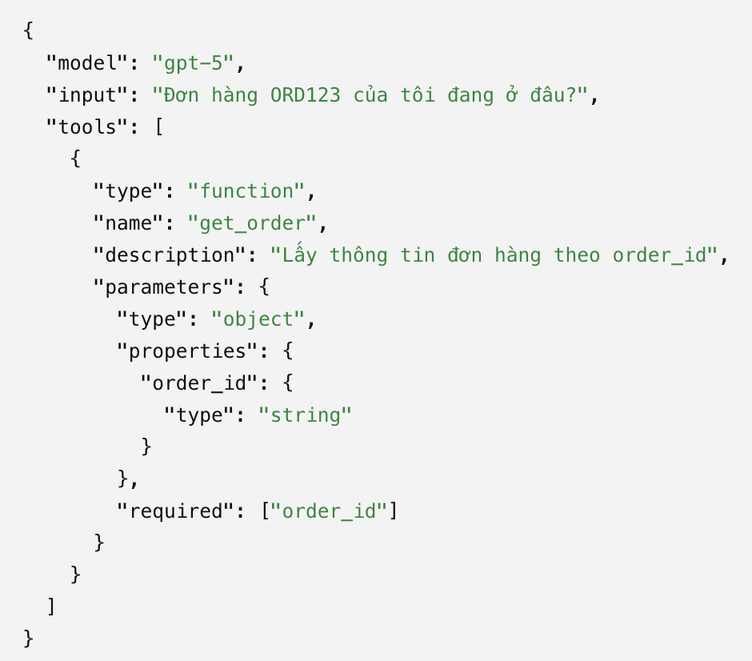 {
  "model": "gpt-5",
  "input": "Đơn hàng ORD123 của tôi đang ở đâu?",
  "tools": [
    {
      "type": "function",
      "name": "get_order",
      "description": "Lấy thông tin đơn hàng theo order_id",
      "parameters": {
        "type": "object",
        "properties": {
          "order_id": {
            "type": "string"
          }
        },
        "required": ["order_id"]
      }
    }
  ]
}